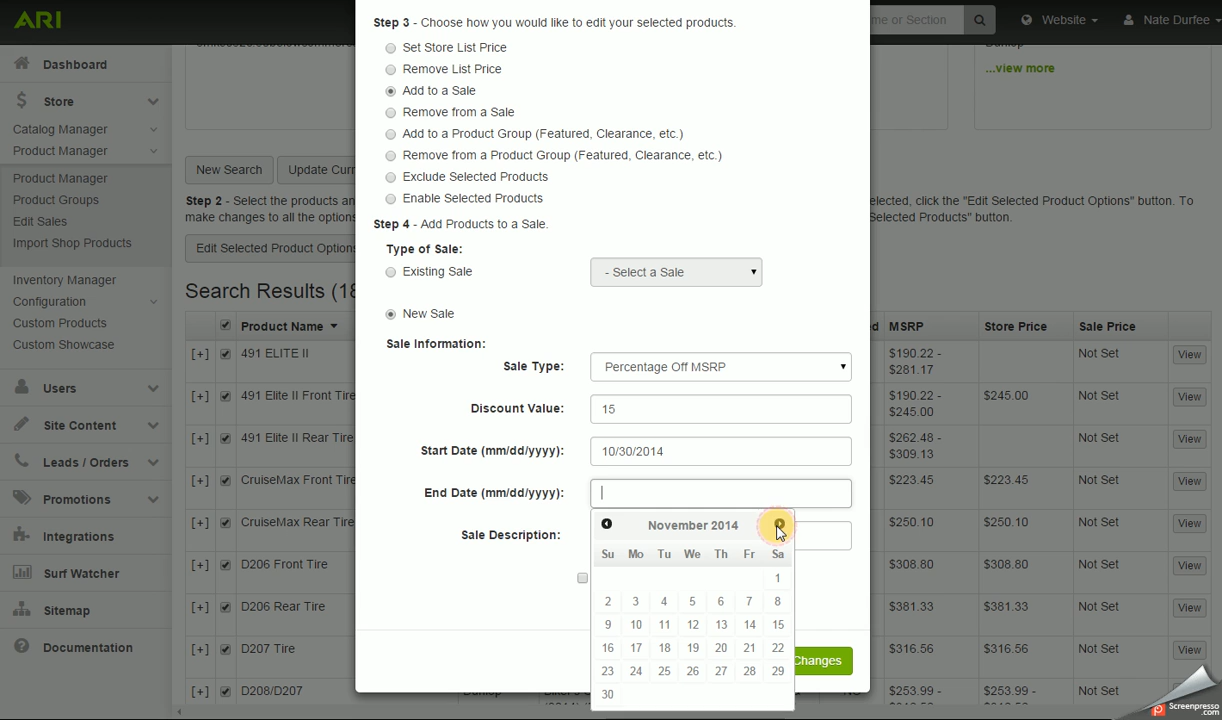 ARI
me or Section
Website
Nate Durfee
Dashboard
Store
Catalog Manager
Product Manager
Product Manager
Product Groups
Edit Sales
Import Shop Products
Inventory Manager
Configuration
Custom Products
Custom Showcase
Users
Site Content
Leads / Orders
Promotions
Integrations
Surf Watcher
Sitemap
Documentation
...view more
New Search
Update Curr
Step 2 - Select the products an
elected, click the "Edit Selected Product Options" button. To
make changes to all the options
Selected Products" button.
Edit Selected Product Options
Search Results (18
Step 3 - Choose how you would like to edit your selected products.
Set Store List Price
Remove List Price
Add to a Sale
Remove from a Sale
Add to a Product Group (Featured, Clearance, etc.)
Remove from a Product Group (Featured, Clearance, etc.)
Exclude Selected Products
Enable Selected Products
Step 4 - Add Products to a Sale.
Type of Sale:
Existing Sale
- Select a Sale
New Sale
Sale Information:
Sale Type:
Percentage Off MSRP
Discount Value:
15
Start Date (mm/dd/yyyy):
10/30/2014
End Date (mm/dd/yyyy):
Sale Description:
November 2014
Su Mo Tu We Th Fr Sa
1
2 3 4 5 6 7 8
9 10 11 12 13 14 15
16 17 18 19 20 21 22
23 24 25 26 27 28 29
30
Changes
Product Name
ed
MSRP
Store Price
Sale Price
[+] 491 ELITE II $190.22 - Not Set View
$281.17
[+] 491 Elite II Front Tire $190.22 - $245.00 Not Set View
$245.00
[+] 491 Elite II Rear Tire $262.48 - Not Set View
$309.13
[+] CruiseMax Front Tire $223.45 $223.45 Not Set View
[+] CruiseMax Rear Tire $250.10 $250.10 Not Set View
[+] D206 Front Tire $308.80 $308.80 Not Set View
[+] D206 Rear Tire $381.33 $381.33 Not Set View
[+] D207 Tire $316.56 $316.56 Not Set View
[+] D208/D207 $253.99 - $253.99 - Not Set View
Screenpresso
.com